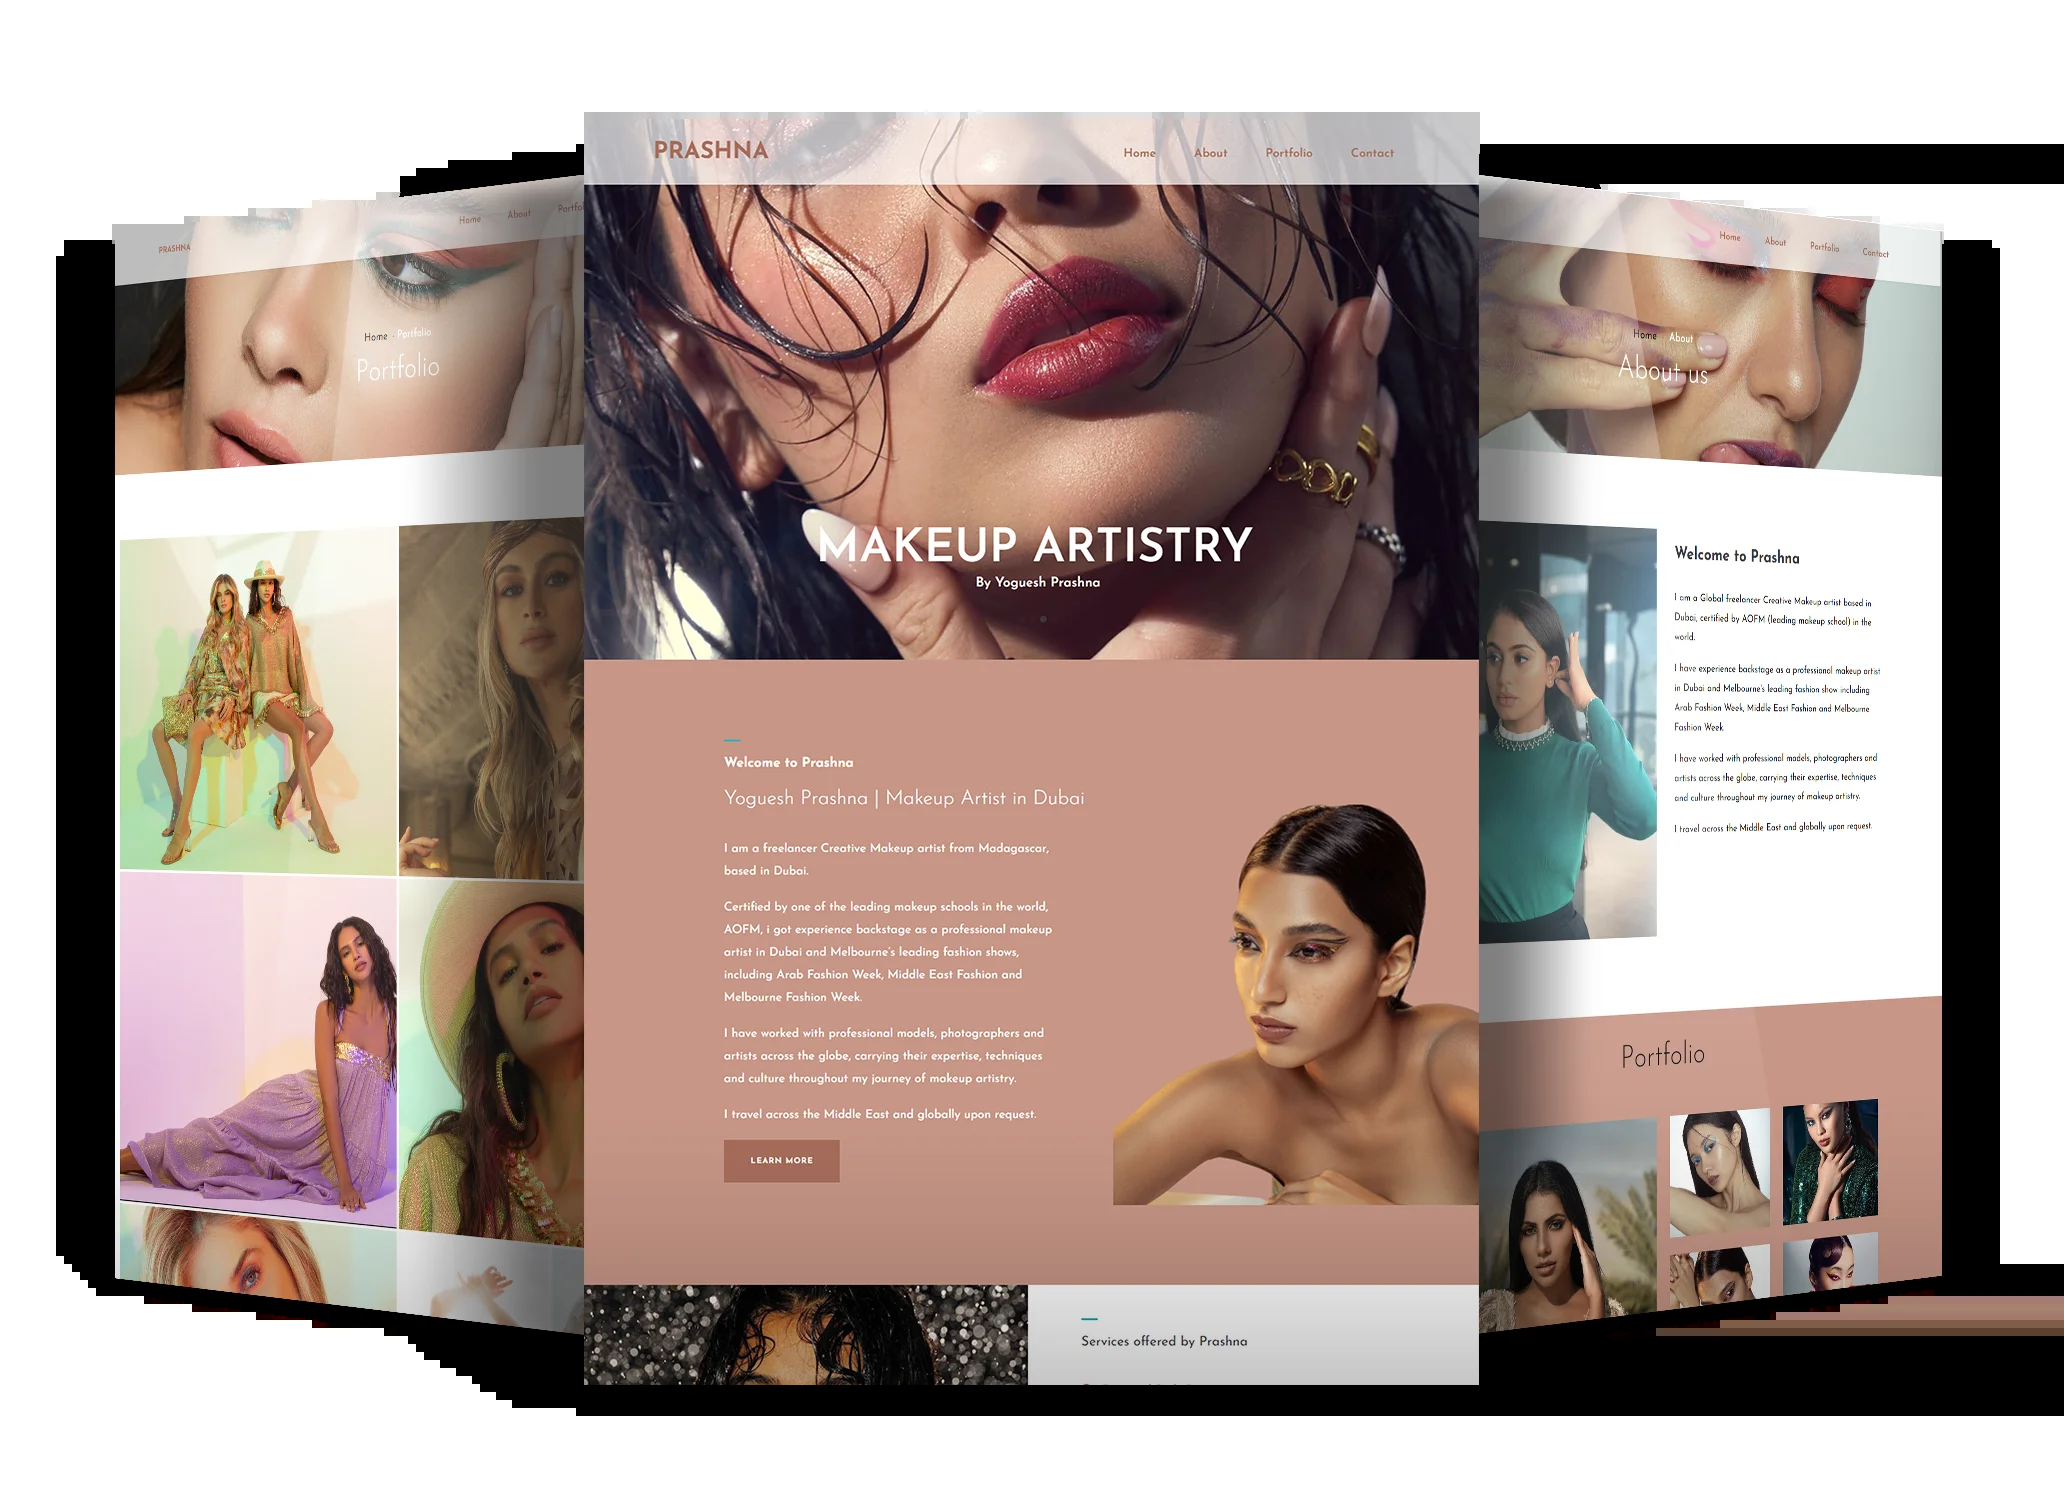 PRASHNA
Home About Portfolio
Home - Portfolio
Portfolio
PRASHNA
Home About Portfolio Contact
MAKEUP ARTISTRY
By Yoguesh Prashna
Welcome to Prashna
Yoguesh Prashna | Makeup Artist in Dubai
I am a freelancer Creative Makeup artist from Madagascar,
based in Dubai.
Certified by one of the leading makeup schools in the world,
AOFM, i got experience backstage as a professional makeup
artist in Dubai and Melbourne's leading fashion shows,
including Arab Fashion Week, Middle East Fashion and
Melbourne Fashion Week.
I have worked with professional models, photographers and
artists across the globe, carrying their expertise, techniques
and culture throughout my journey of makeup artistry.
I travel across the Middle East and globally upon request.
LEARN MORE
Services offered by Prashna
Home About Portfolio Contact
Home About
About us
Welcome to Prashna
I am a Global freelancer Creative Makeup artist based in
Dubai, certified by AOFM (leading makeup school) in the
world.
I have experience backstage as a professional makeup artist
in Dubai and Melbourne's leading fashion show including
Arab Fashion Week, Middle East Fashion and Melbourne
Fashion Week
I have worked with professional models, photographers and
artists across the globe, carrying their expertise, techniques
and culture throughout my journey of makeup artistry.
I travel across the Middle East and globally upon request.
Portfolio